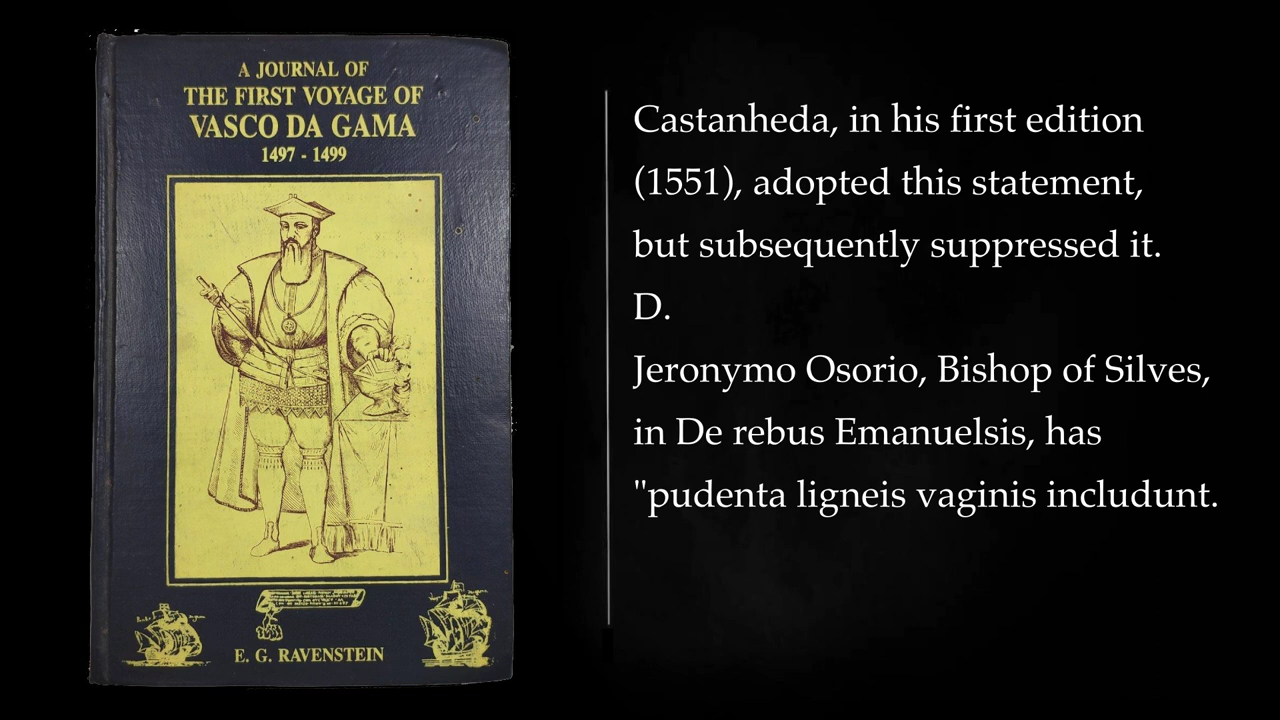 A JOURNAL OF
THE FIRST VOYAGE OF
VASCO DA GAMA
1497 - 1499
E. G. RAVENSTEIN
Castanheda, in his first edition
(1551), adopted this statement,
but subsequently suppressed it.
D.
Jeronymo Osorio, Bishop of Silves,
in De rebus Emanuelsis, has
"pudenta ligneis vaginis includunt.